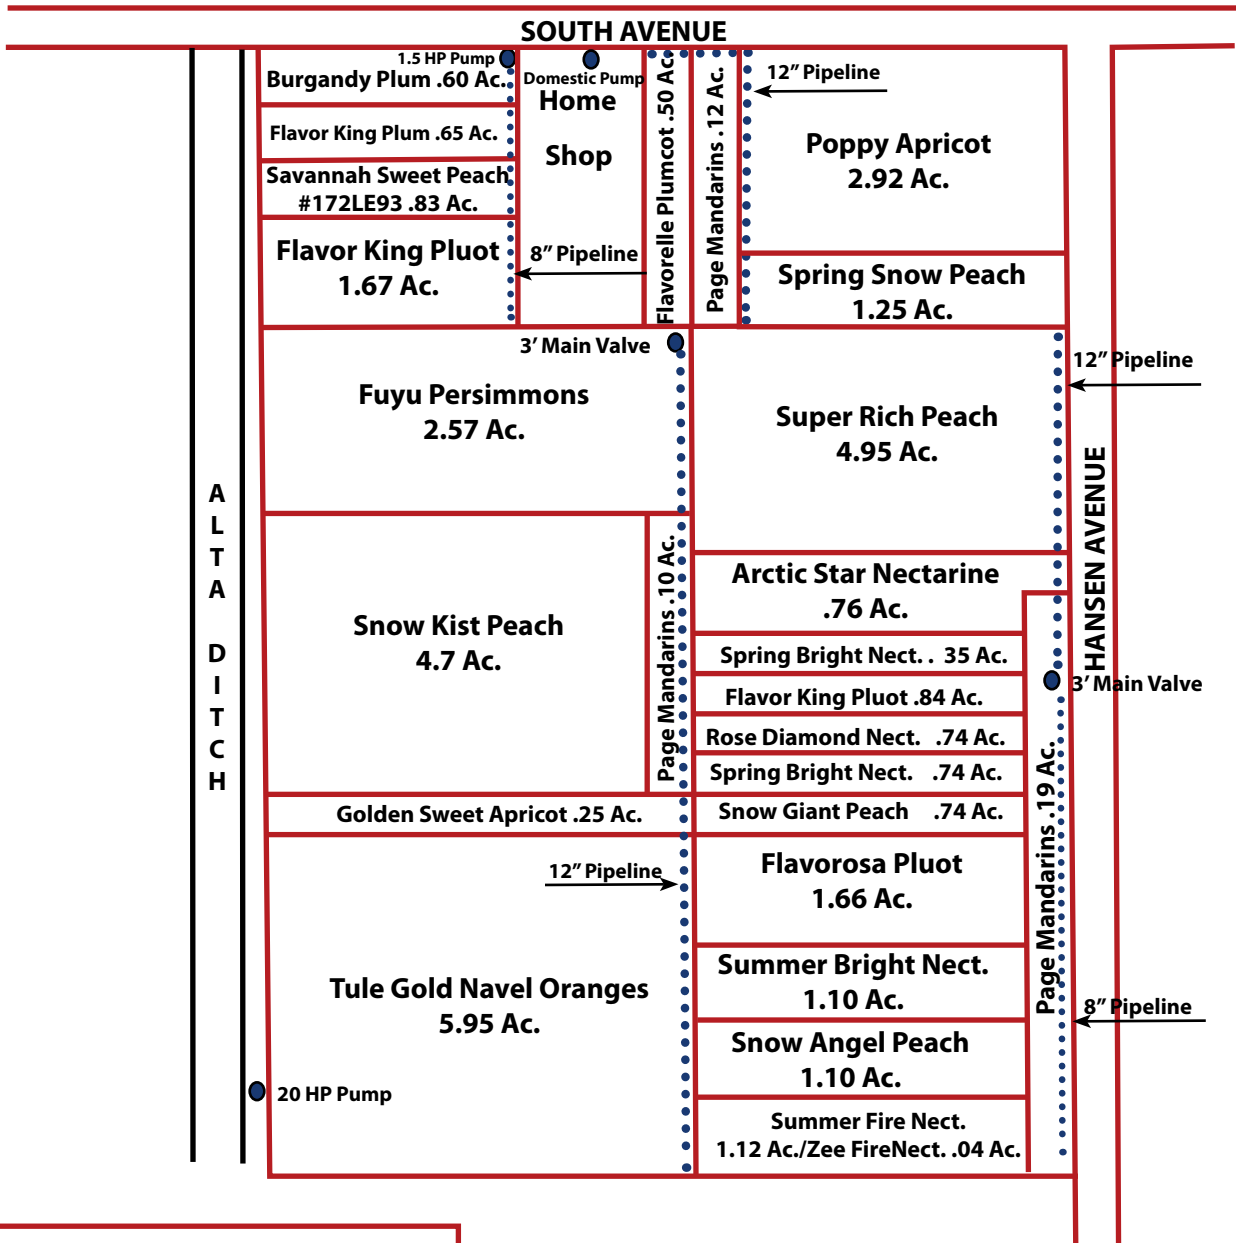 SOUTH AVENUE
1.5 HP Pump
Burgandy Plum .60 Ac.
Flavor King Plum .65 Ac.
Savannah Sweet Peach
#172LE93 .83 Ac.
Flavor King Pluot
1.67 Ac.
Domestic Pump
Home
Shop
8” Pipeline
Flavorelle Plumcot .50 Ac.
Page Mandarins .12 Ac.
12” Pipeline
Poppy Apricot
2.92 Ac.
Spring Snow Peach
1.25 Ac.
3’ Main Valve
Fuyu Persimmons
2.57 Ac.
12” Pipeline
Super Rich Peach
4.95 Ac.
ALTA DITCH
HANSEN AVENUE
Snow Kist Peach
4.7 Ac.
Page Mandarins .10 Ac.
Arctic Star Nectarine
.76 Ac.
Spring Bright Nect. . 35 Ac.
Flavor King Pluot .84 Ac.
3’ Main Valve
Rose Diamond Nect. .74 Ac.
Spring Bright Nect. .74 Ac.
Golden Sweet Apricot .25 Ac.
Snow Giant Peach .74 Ac.
Page Mandarins .19 Ac.
12” Pipeline
Flavorosa Pluot
1.66 Ac.
Tule Gold Navel Oranges
5.95 Ac.
Summer Bright Nect.
1.10 Ac.
8” Pipeline
Snow Angel Peach
1.10 Ac.
20 HP Pump
Summer Fire Nect.
1.12 Ac./Zee FireNect. .04 Ac.